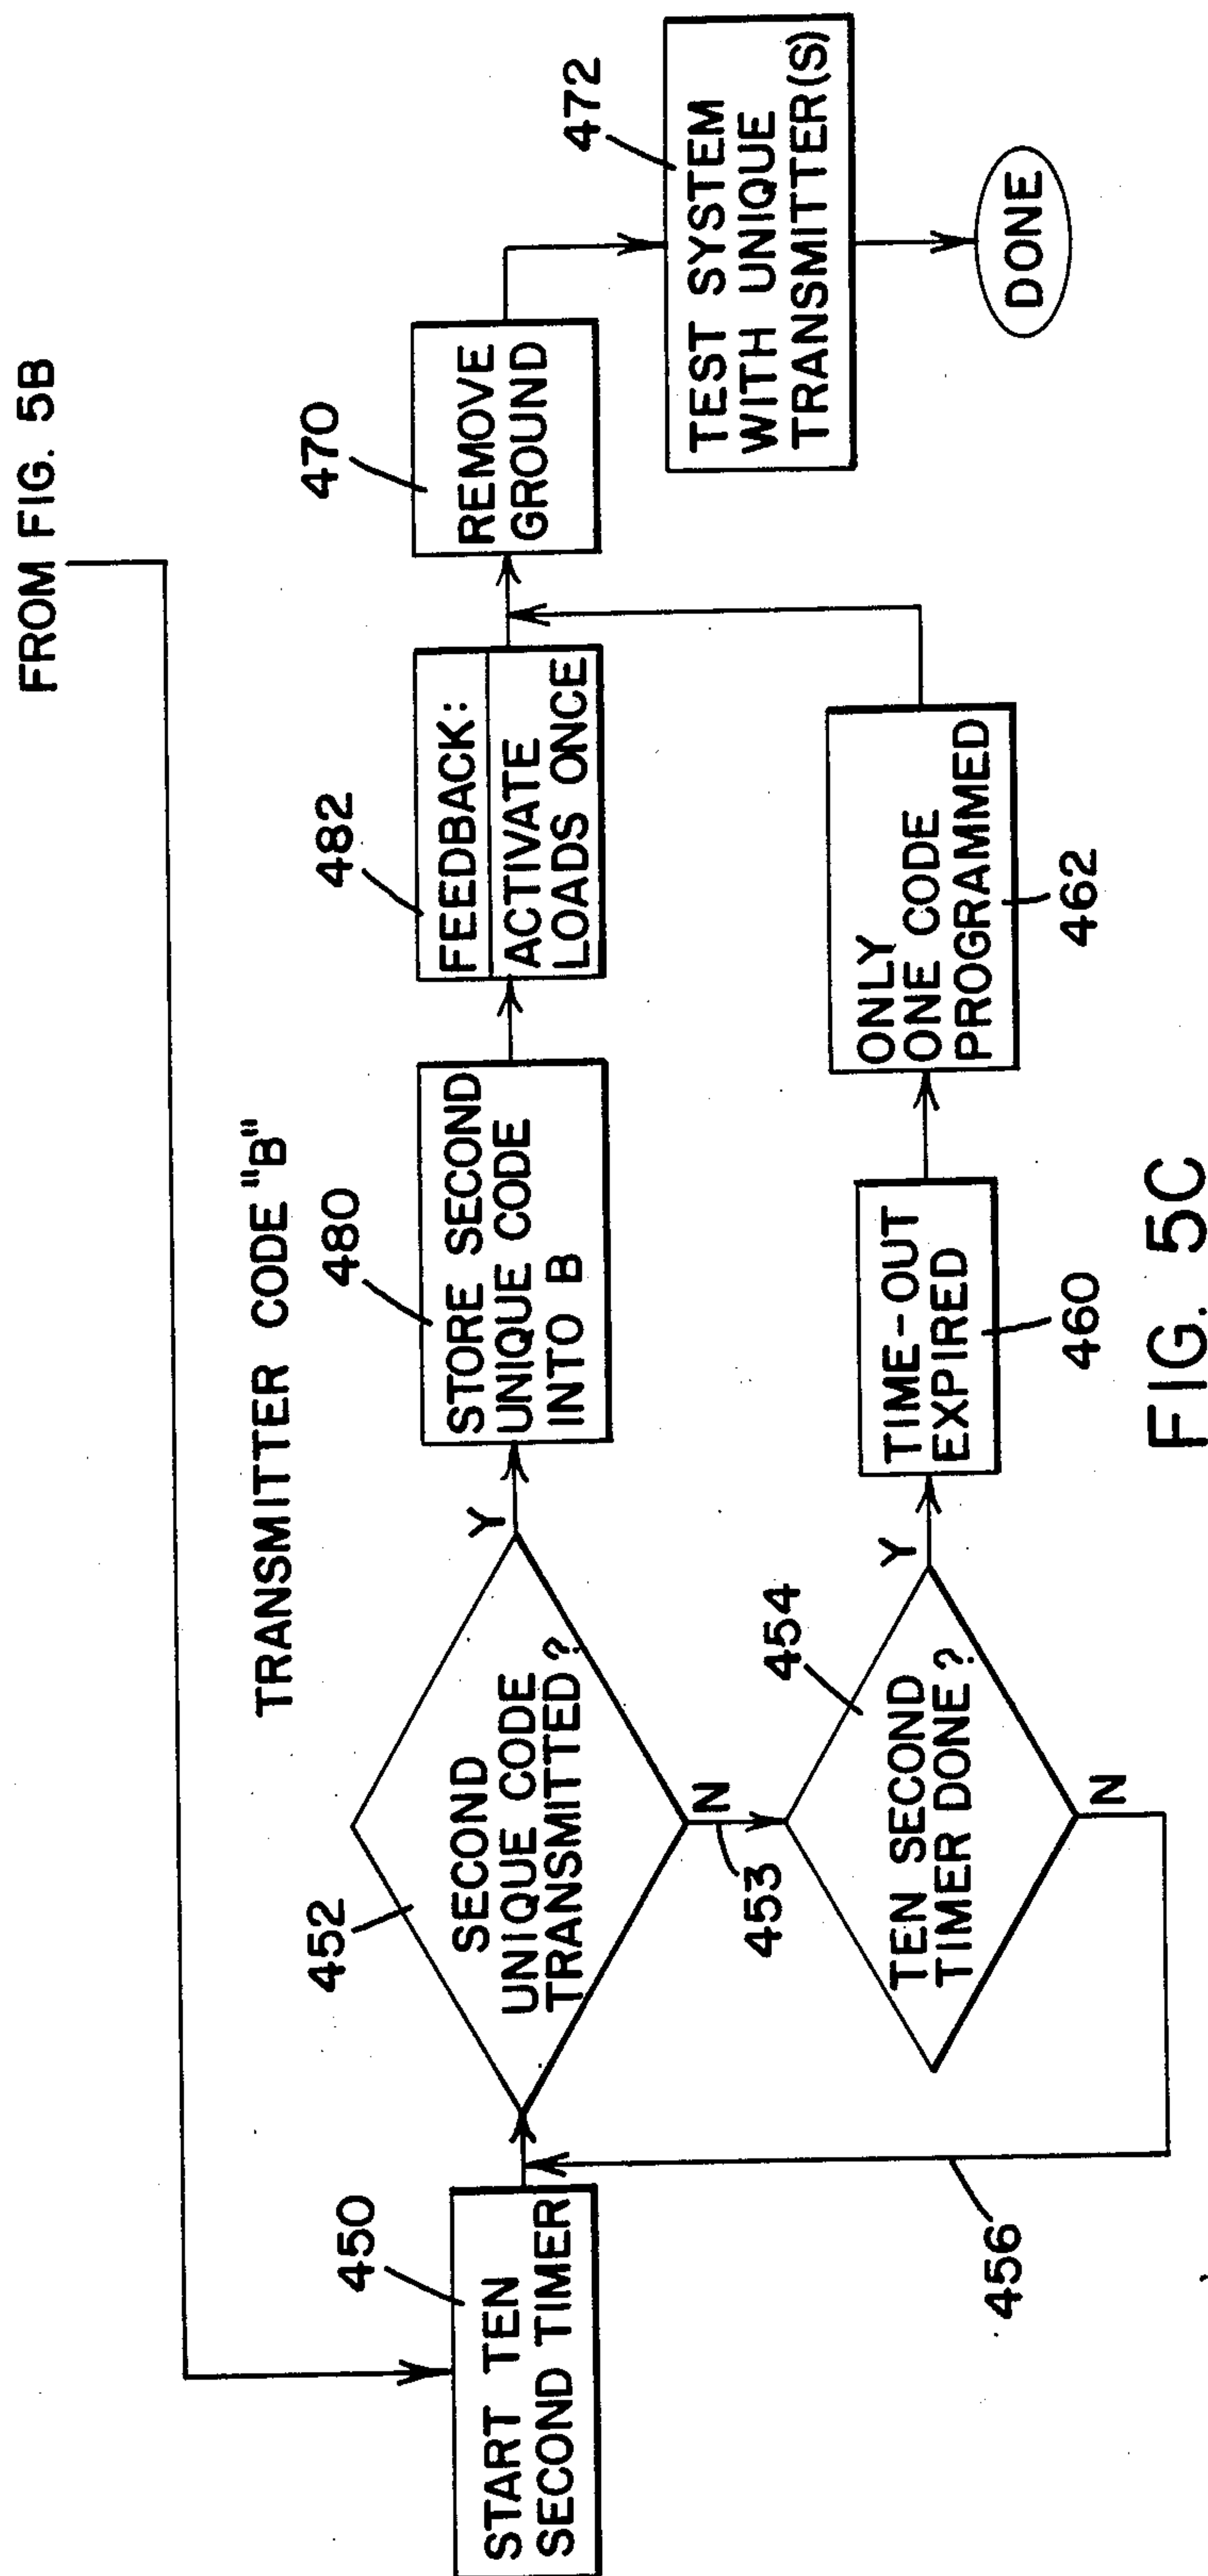 FROM FIG. 5B
TRANSMITTER CODE "B"
450
START TEN
SECOND TIMER
452
SECOND
UNIQUE CODE
TRANSMITTED?
Y
N
453
480
STORE SECOND
UNIQUE CODE
INTO B
482
FEEDBACK:
ACTIVATE
LOADS ONCE
470
REMOVE
GROUND
472
TEST SYSTEM
WITH UNIQUE
TRANSMITTER(S)
DONE
454
TEN SECOND
TIMER DONE?
Y
N
456
TIME-OUT
EXPIRED
460
ONLY
ONE CODE
PROGRAMMED
462
FIG. 5C